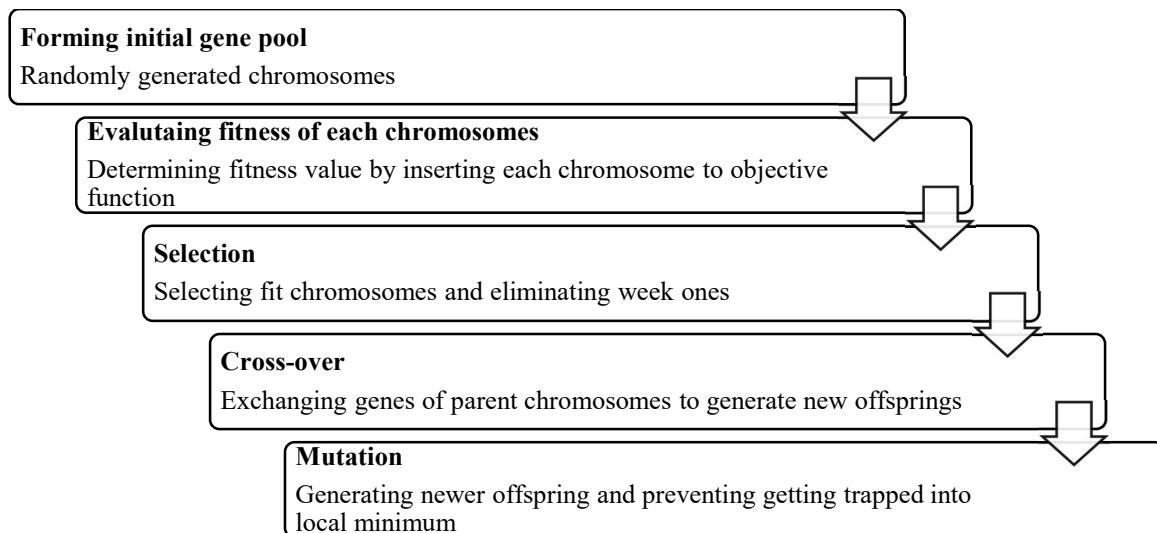 Forming initial gene pool
Randomly generated chromosomes
Evalutaing fitness of each chromosomes
Determining fitness value by inserting each chromosome to objective
function
Selection
Selecting fit chromosomes and eliminating week ones
Cross-over
Exchanging genes of parent chromosomes to generate new offsprings
Mutation
Generating newer offspring and preventing getting trapped into
local minimum